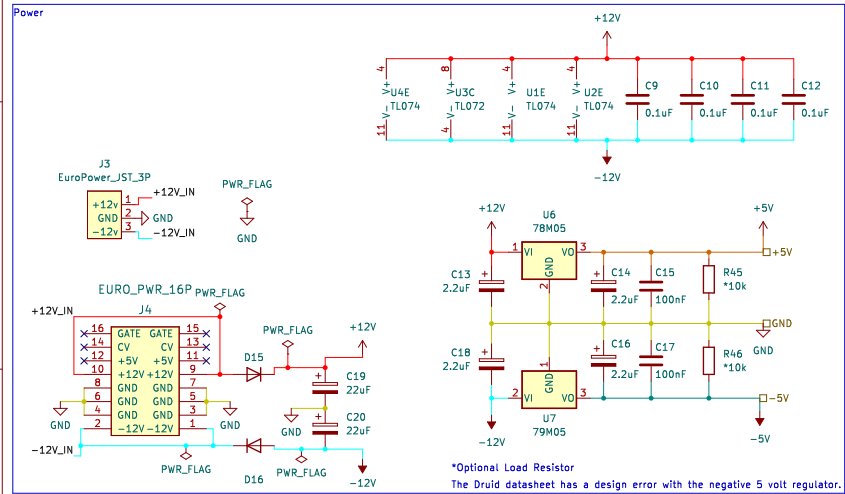 Power
+12V
4 8 4 4
V+ V+ V+ V+
U4E U3C U1E U2E C9 C10 C11 C12
TL074 TL072 TL074 TL074 0.1uF 0.1uF 0.1uF 0.1uF
V- V- V- V-
11 4 11 11
-12V
J3
EuroPower_JST_3P
+12v 1 +12V_IN
GND 2 GND
-12v 3 -12V_IN
PWR_FLAG
GND
+12V
U6
78M05
+5V
1 VI VO 3 +5V
GND
2
C13 2.2uF
C14 2.2uF
C15 100nF
R45 *10k
GND
GND
C18 2.2uF
C16 2.2uF
C17 100nF
R46 *10k
1
GND
2 VI VO 3 -5V
U7
79M05
-12V
-5V
EURO_PWR_16P
J4
PWR_FLAG
+12V_IN
16 GATE GATE 15
14 CV CV 13
12 +5V +5V 11
10 +12V +12V 9
8 GND GND 7
6 GND GND 5
4 GND GND 3
2 -12V -12V 1
GND
GND
-12V_IN
PWR_FLAG
D15
PWR_FLAG
+12V
C19
22uF
GND
C20
22uF
D16
PWR_FLAG
-12V
*Optional Load Resistor
The Druid datasheet has a design error with the negative 5 volt regulator.